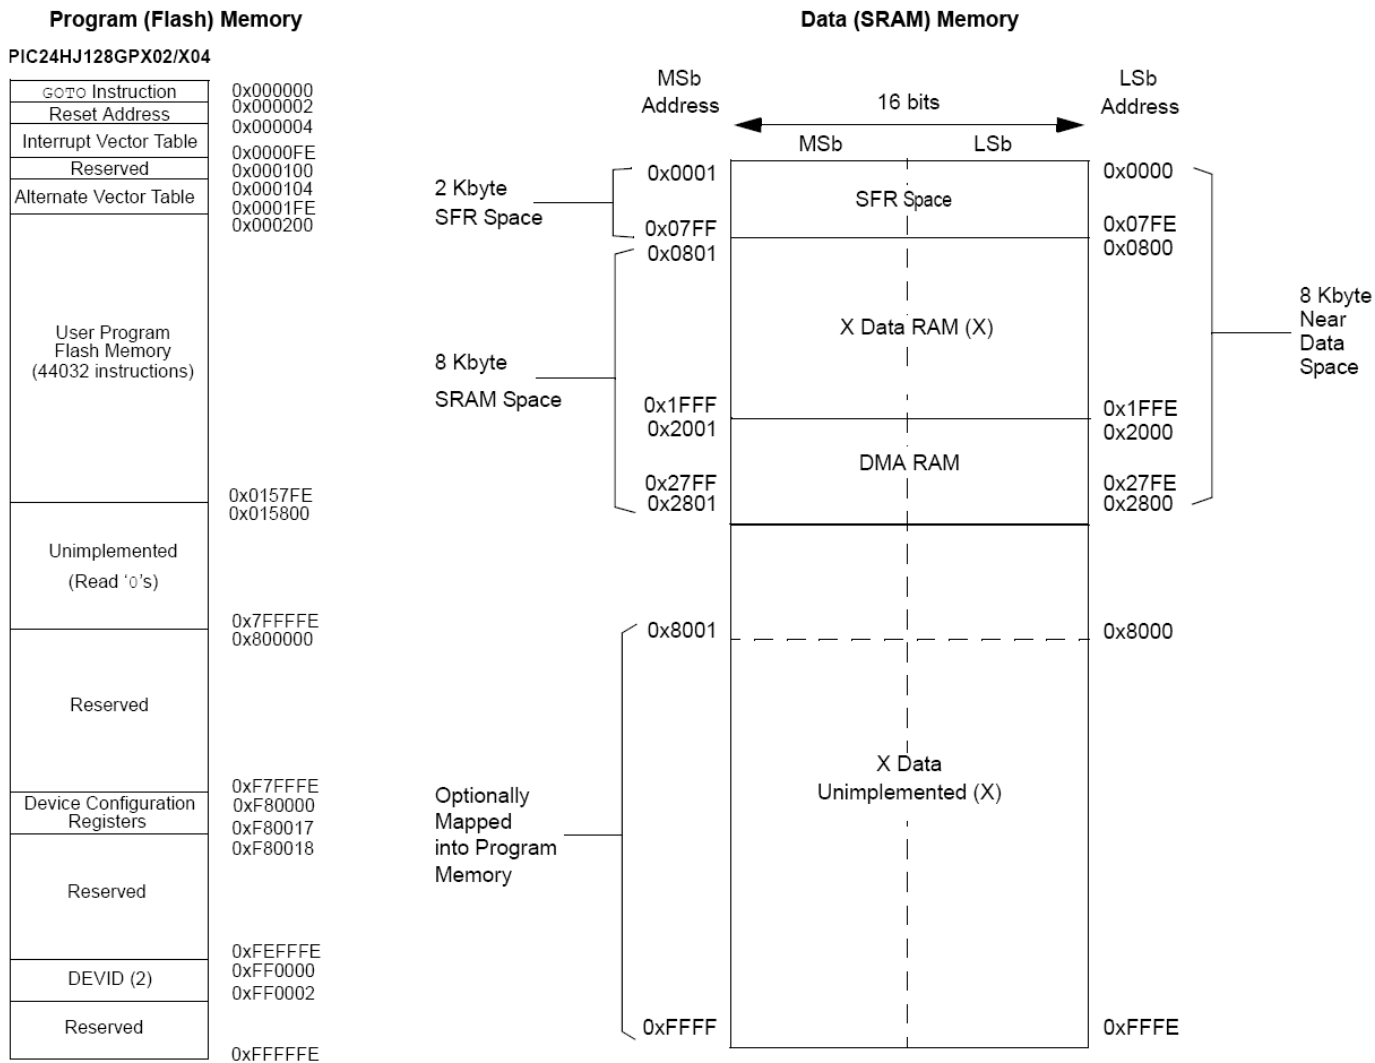 Program (Flash) Memory
PIC24HJ128GPX02/X04
GOTO Instruction
0x000000
Reset Address
0x000002
Interrupt Vector Table
0x000004
0x0000FE
Reserved
0x000100
Alternate Vector Table
0x000104
0x0001FE
0x000200
User Program
Flash Memory
(44032 instructions)
0x0157FE
0x015800
Unimplemented
(Read ‘0’s)
0x7FFFFE
0x800000
Reserved
0xF7FFFE
Device Configuration
Registers
0xF80000
0xF80017
0xF80018
Reserved
0xFEFFFE
DEVID (2)
0xFF0000
0xFF0002
Reserved
0xFFFFFE
Data (SRAM) Memory
MSb
Address
16 bits
LSb
Address
MSb
LSb
2 Kbyte
SFR Space
0x0001
0x07FF
0x0801
SFR Space
0x0000
0x07FE
0x0800
8 Kbyte
SRAM Space
X Data RAM (X)
8 Kbyte
Near
Data
Space
0x1FFF
0x2001
0x1FFE
0x2000
DMA RAM
0x27FF
0x2801
0x27FE
0x2800
0x8001
0x8000
Optionally
Mapped
into Program
Memory
X Data
Unimplemented (X)
0xFFFF
0xFFFE